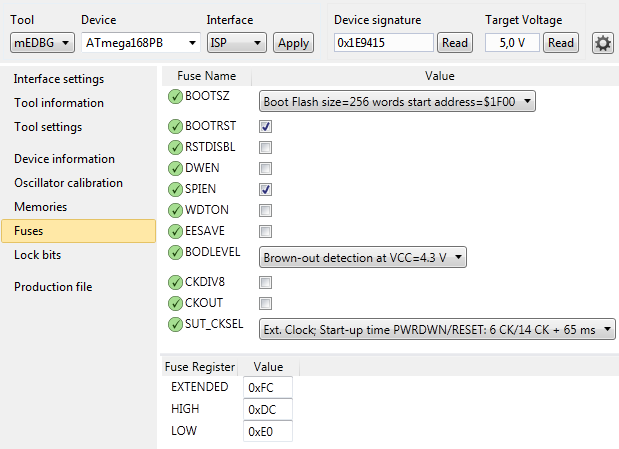 Tool Device Interface Device signature Target Voltage
mEDBG ATmega168PB ISP Apply 0x1E9415 Read 5,0 V Read
Interface settings
Tool information
Tool settings
Device information
Oscillator calibration
Memories
Fuses
Lock bits
Production file
Fuse Name Value
BOOTSZ Boot Flash size=256 words start address=$1F00
BOOTRST
RSTDISBL
DWEN
SPIEN
WDTON
EESAVE
BODLEVEL Brown-out detection at VCC=4.3 V
CKDIV8
CKOUT
SUT_CKSEL Ext. Clock; Start-up time PWRDWN/RESET: 6 CK/14 CK + 65 ms
Fuse Register Value
EXTENDED 0xFC
HIGH 0xDC
LOW 0xE0